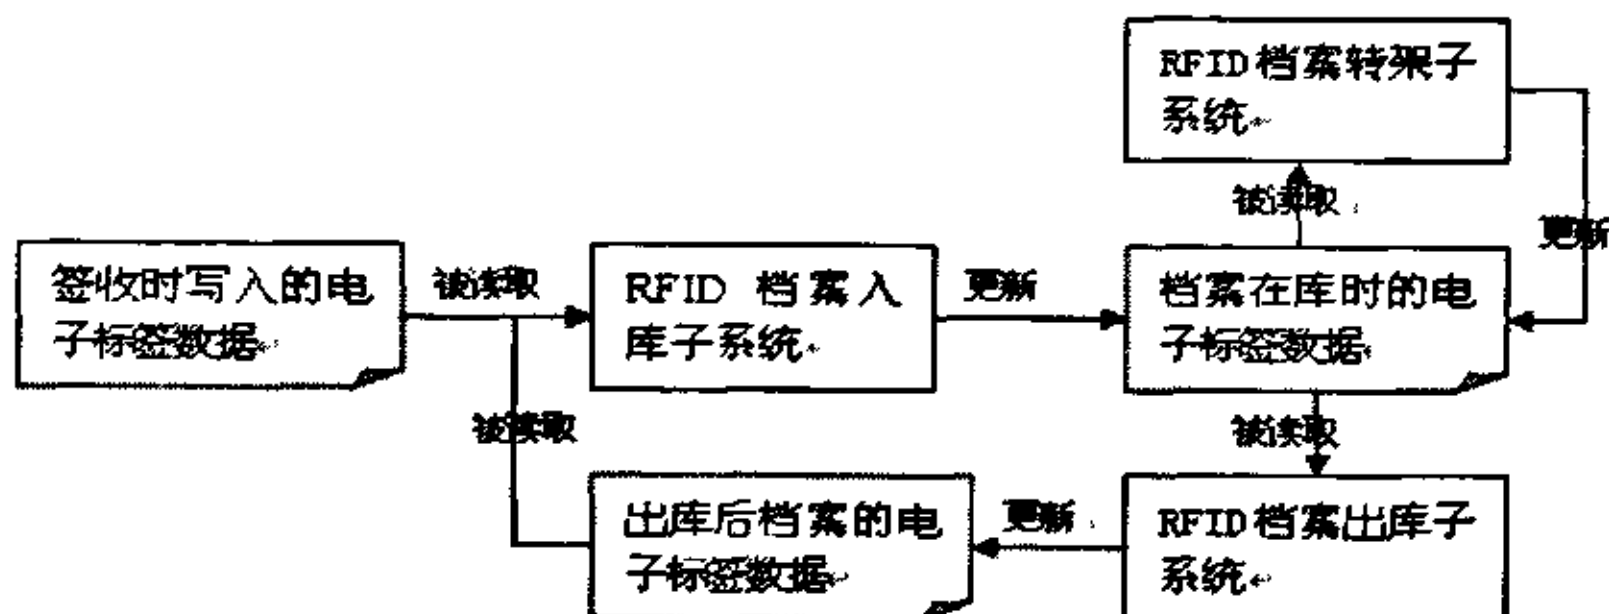 RFID档案转架子
系统
被读取
更新
签收时写入的电
子标签数据
被读取
RFID 档案入
库子系统
更新
档案在库时的电
子标签数据
被读取
被读取
出库后档案的电
子标签数据
更新
RFID档案出库子
系统